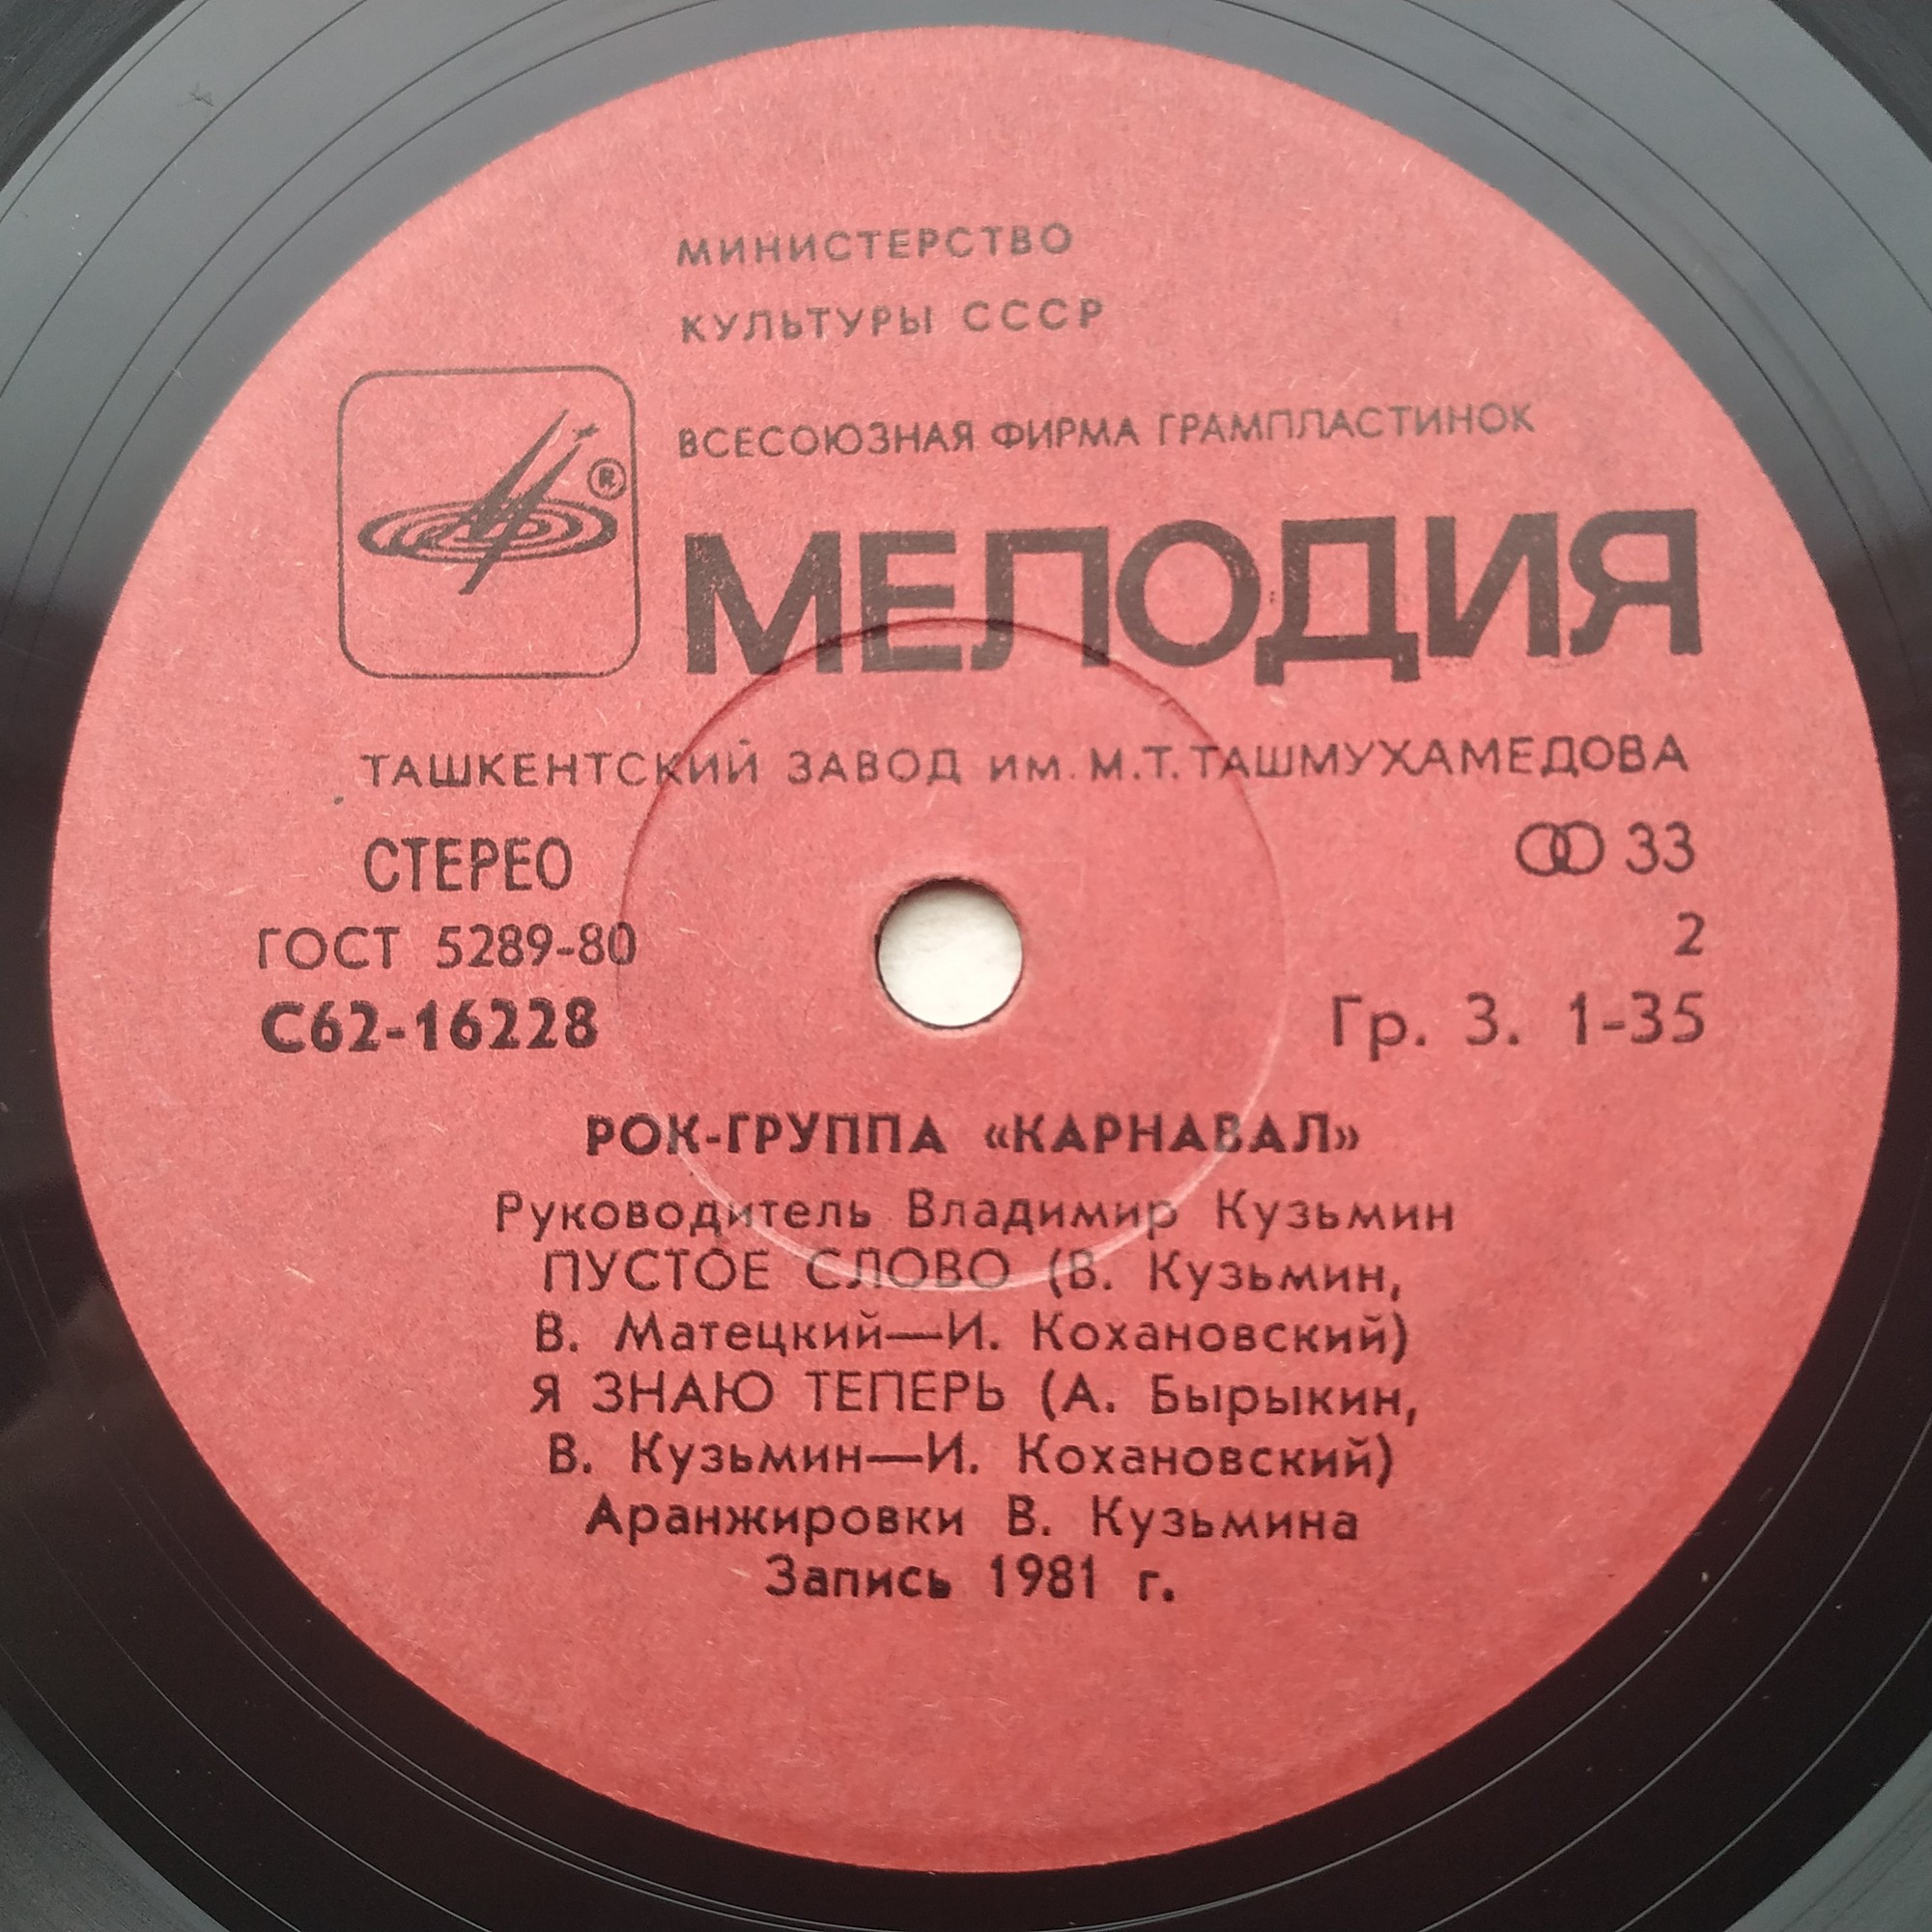 МИНИСТЕРСТВО
КУЛЬТУРЫ СССР
ВСЕСОЮЗНАЯ ФИРМА ГРАМПЛАСТИНОК
®
МЕЛОДИЯ
ТАШКЕНТСКИЙ ЗАВОД им. М.Т. ТАШМУХАМЕДОВА
СТЕРЕО
33
ГОСТ 5289-80
2
С62-16228
Гр. 3. 1-35
РОК-ГРУППА «КАРНАВАЛ»
Руководитель Владимир Кузьмин
ПУСТОЕ СЛОВО (В. Кузьмин,
В. Матецкий—И. Кохановский)
Я ЗНАЮ ТЕПЕРЬ (А. Бырыкин,
В. Кузьмин—И. Кохановский)
Аранжировки В. Кузьмина
Запись 1981 г.